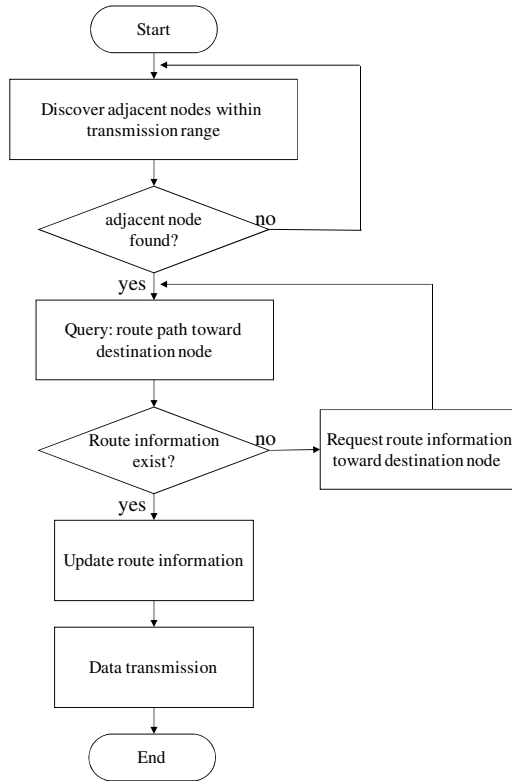 Start
Discover adjacent nodes within
transmission range
adjacent node
found?
no
yes
Query: route path toward
destination node
Route information
exist?
no
Request route information
toward destination node
yes
Update route information
Data transmission
End